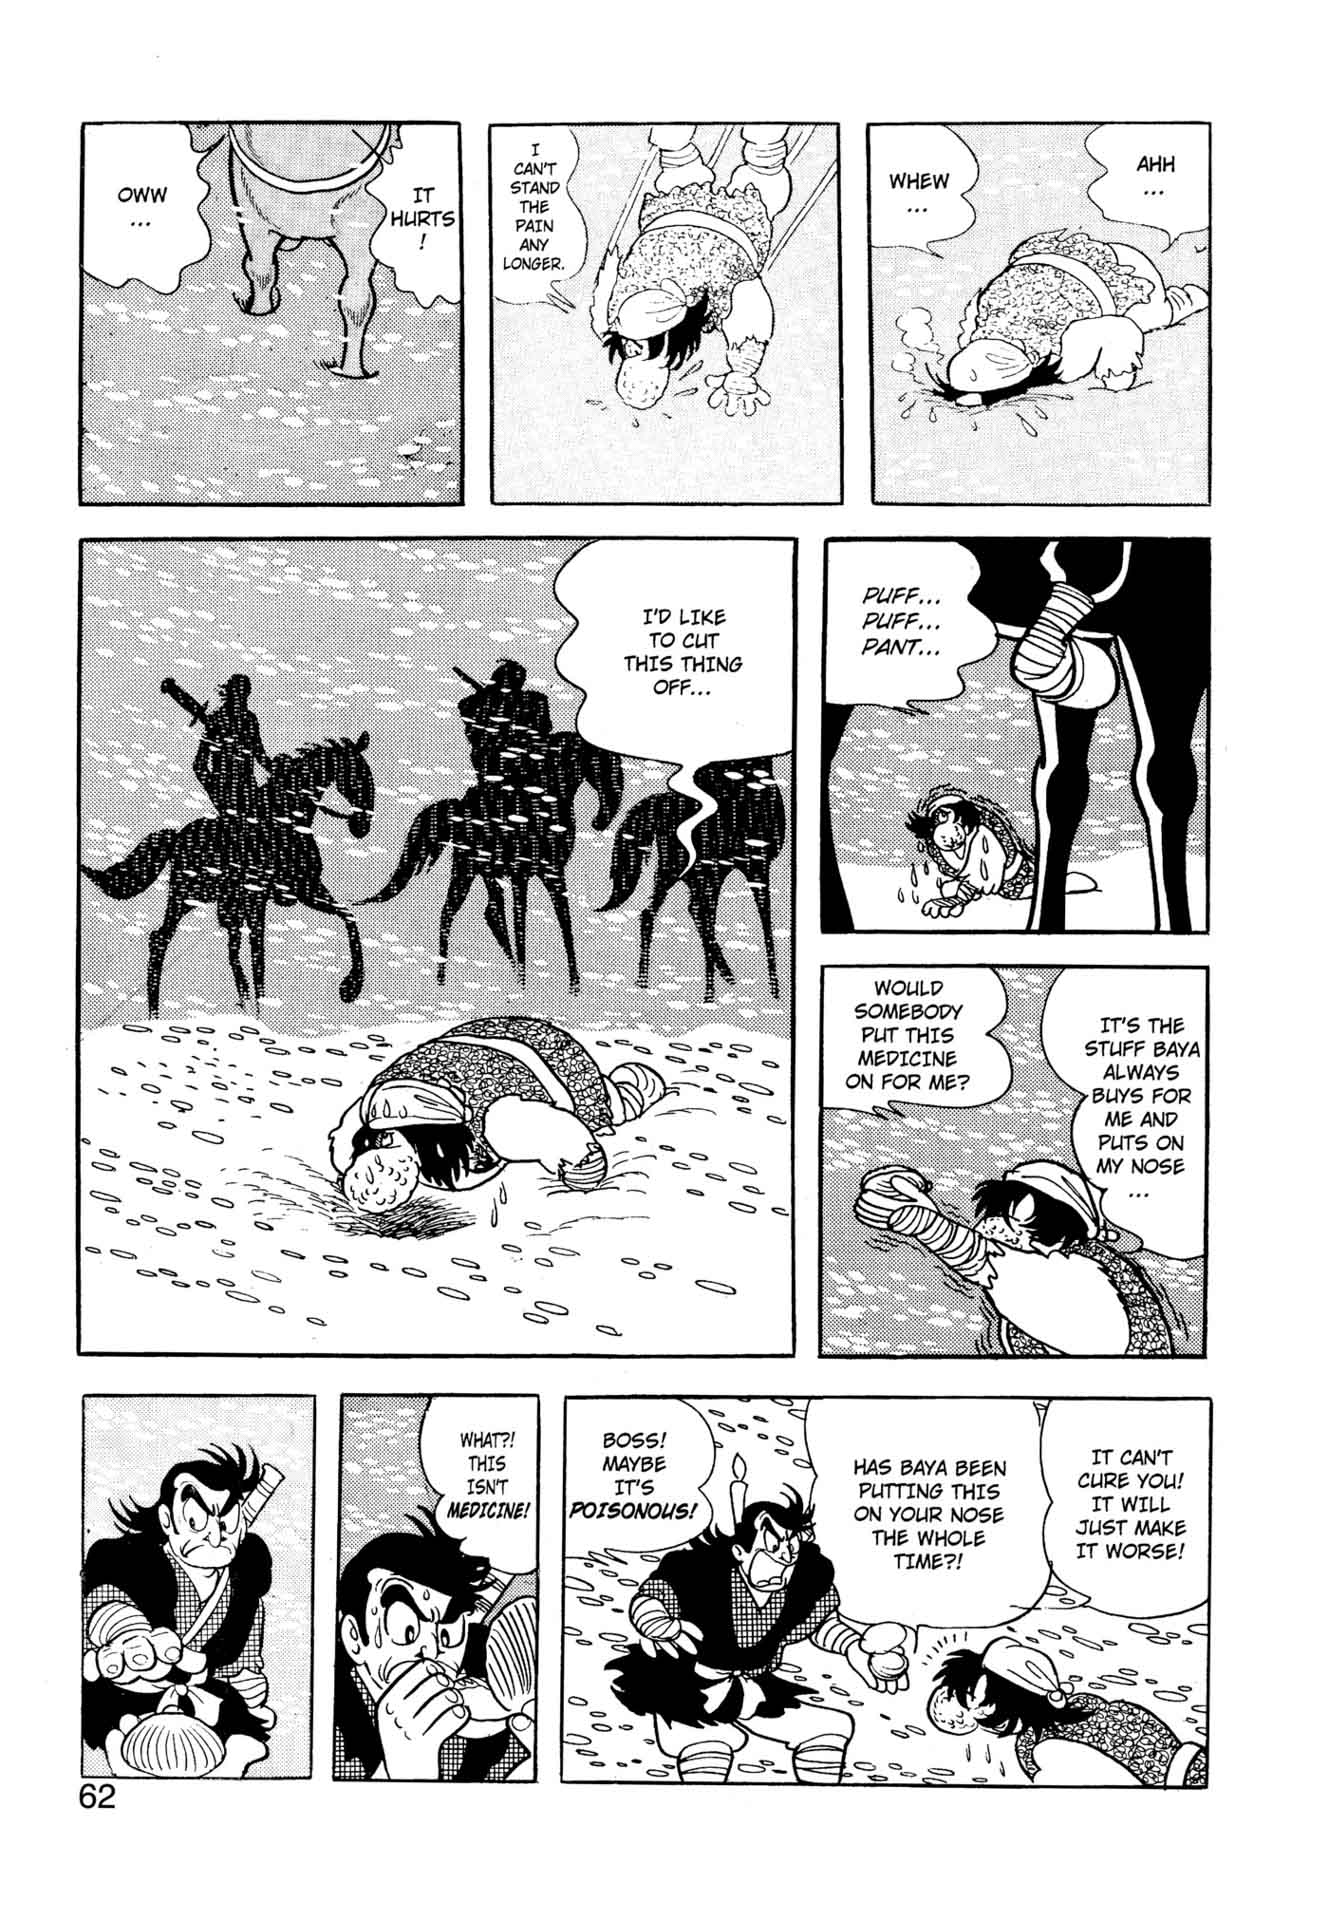 OWW
...
IT
HURTS
!
I
CAN'T
STAND
THE
PAIN
ANY
LONGER.
WHEW
...
AHH
...
I'D LIKE
TO CUT
THIS THING
OFF...
PUFF...
PUFF...
PANT...
WOULD
SOMEBODY
PUT THIS
MEDICINE
ON FOR ME?
IT'S THE
STUFF BAYA
ALWAYS
BUYS FOR
ME AND
PUTS ON
MY NOSE
...
WHAT?!
THIS
ISN'T
MEDICINE!
BOSS!
MAYBE
IT'S
POISONOUS!
HAS BAYA BEEN
PUTTING THIS
ON YOUR NOSE
THE WHOLE
TIME?!
IT CAN'T
CURE YOU!
IT WILL
JUST MAKE
IT WORSE!
62